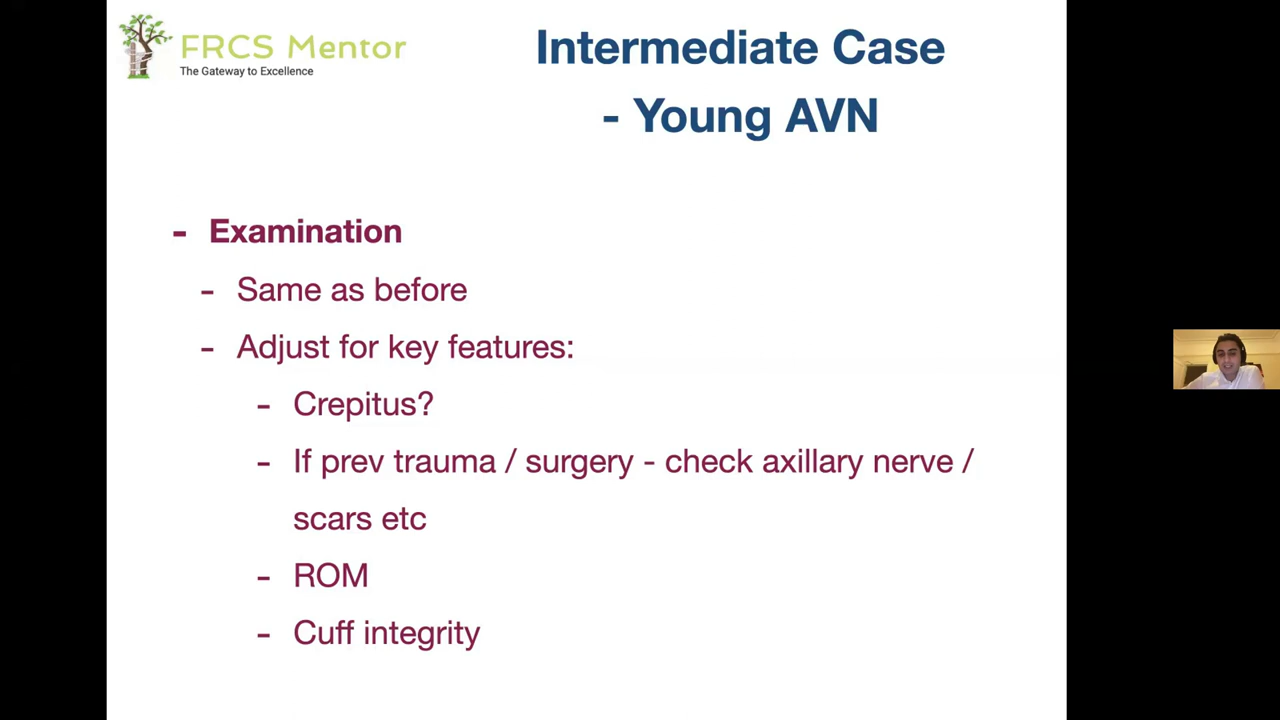 FRCS Mentor
The Gateway to Excellence
Intermediate Case
- Young AVN
- Examination
- Same as before
- Adjust for key features:
- Crepitus?
- If prev trauma / surgery - check axillary nerve /
scars etc
- ROM
- Cuff integrity